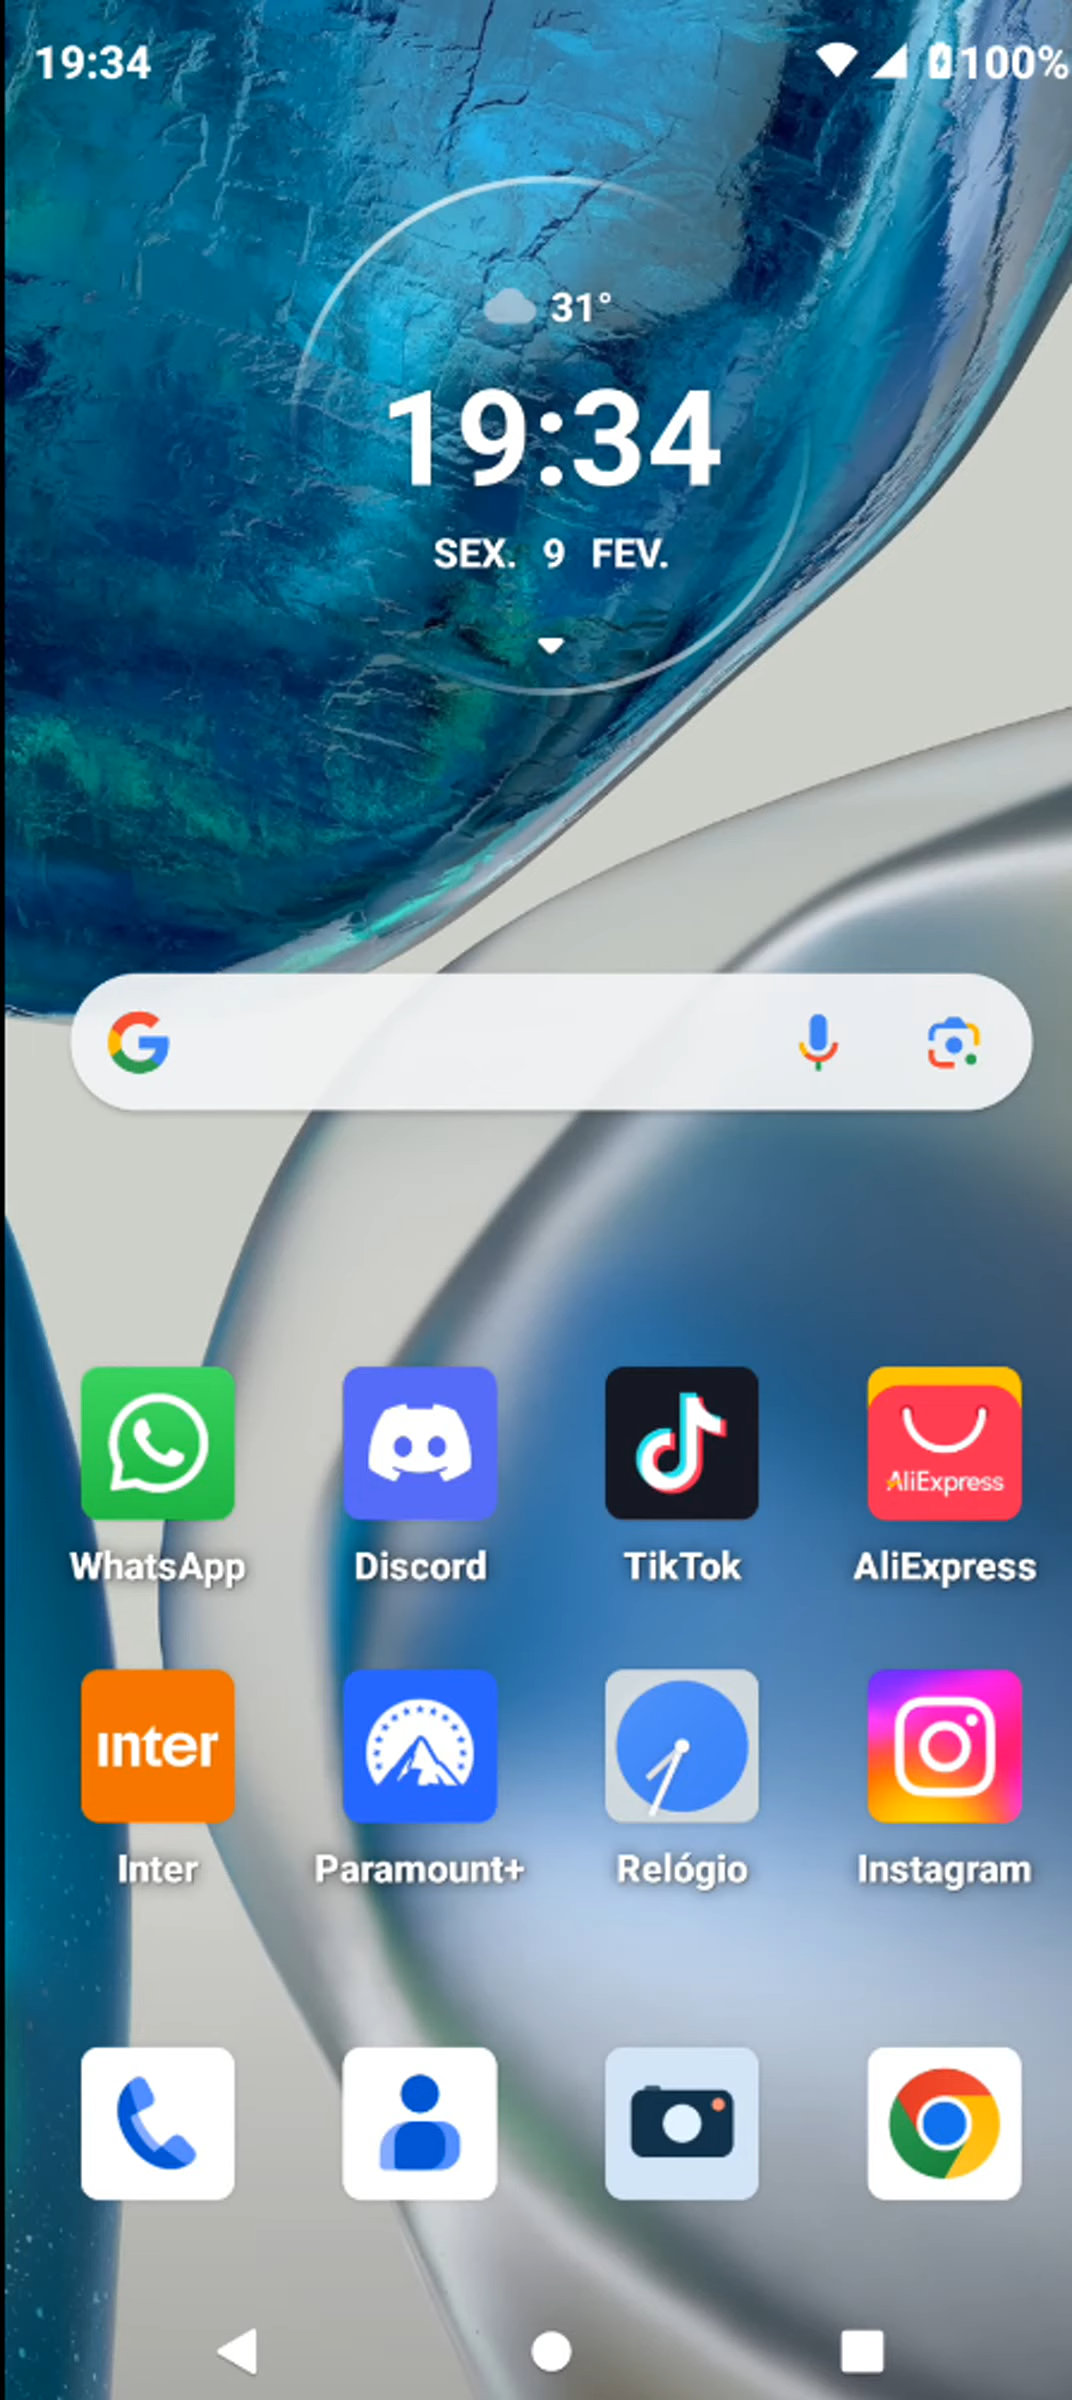 19:34 100%
31°
19:34
SEX. 9 FEV.
AliExpress
WhatsApp Discord TikTok AliExpress
inter
Inter Paramount+ Relógio Instagram